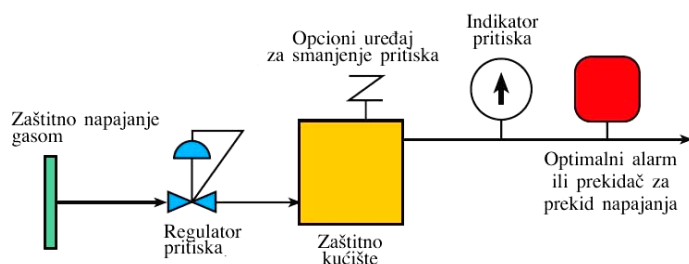 Zaštitno napajanje
gasom
Regulator
pritiska
Opcioni uređaj
za smanjenje pritiska
Zaštitno
kućište
Indikator
pritiska
Optimalni alarm
ili prekidač za
prekid napajanja